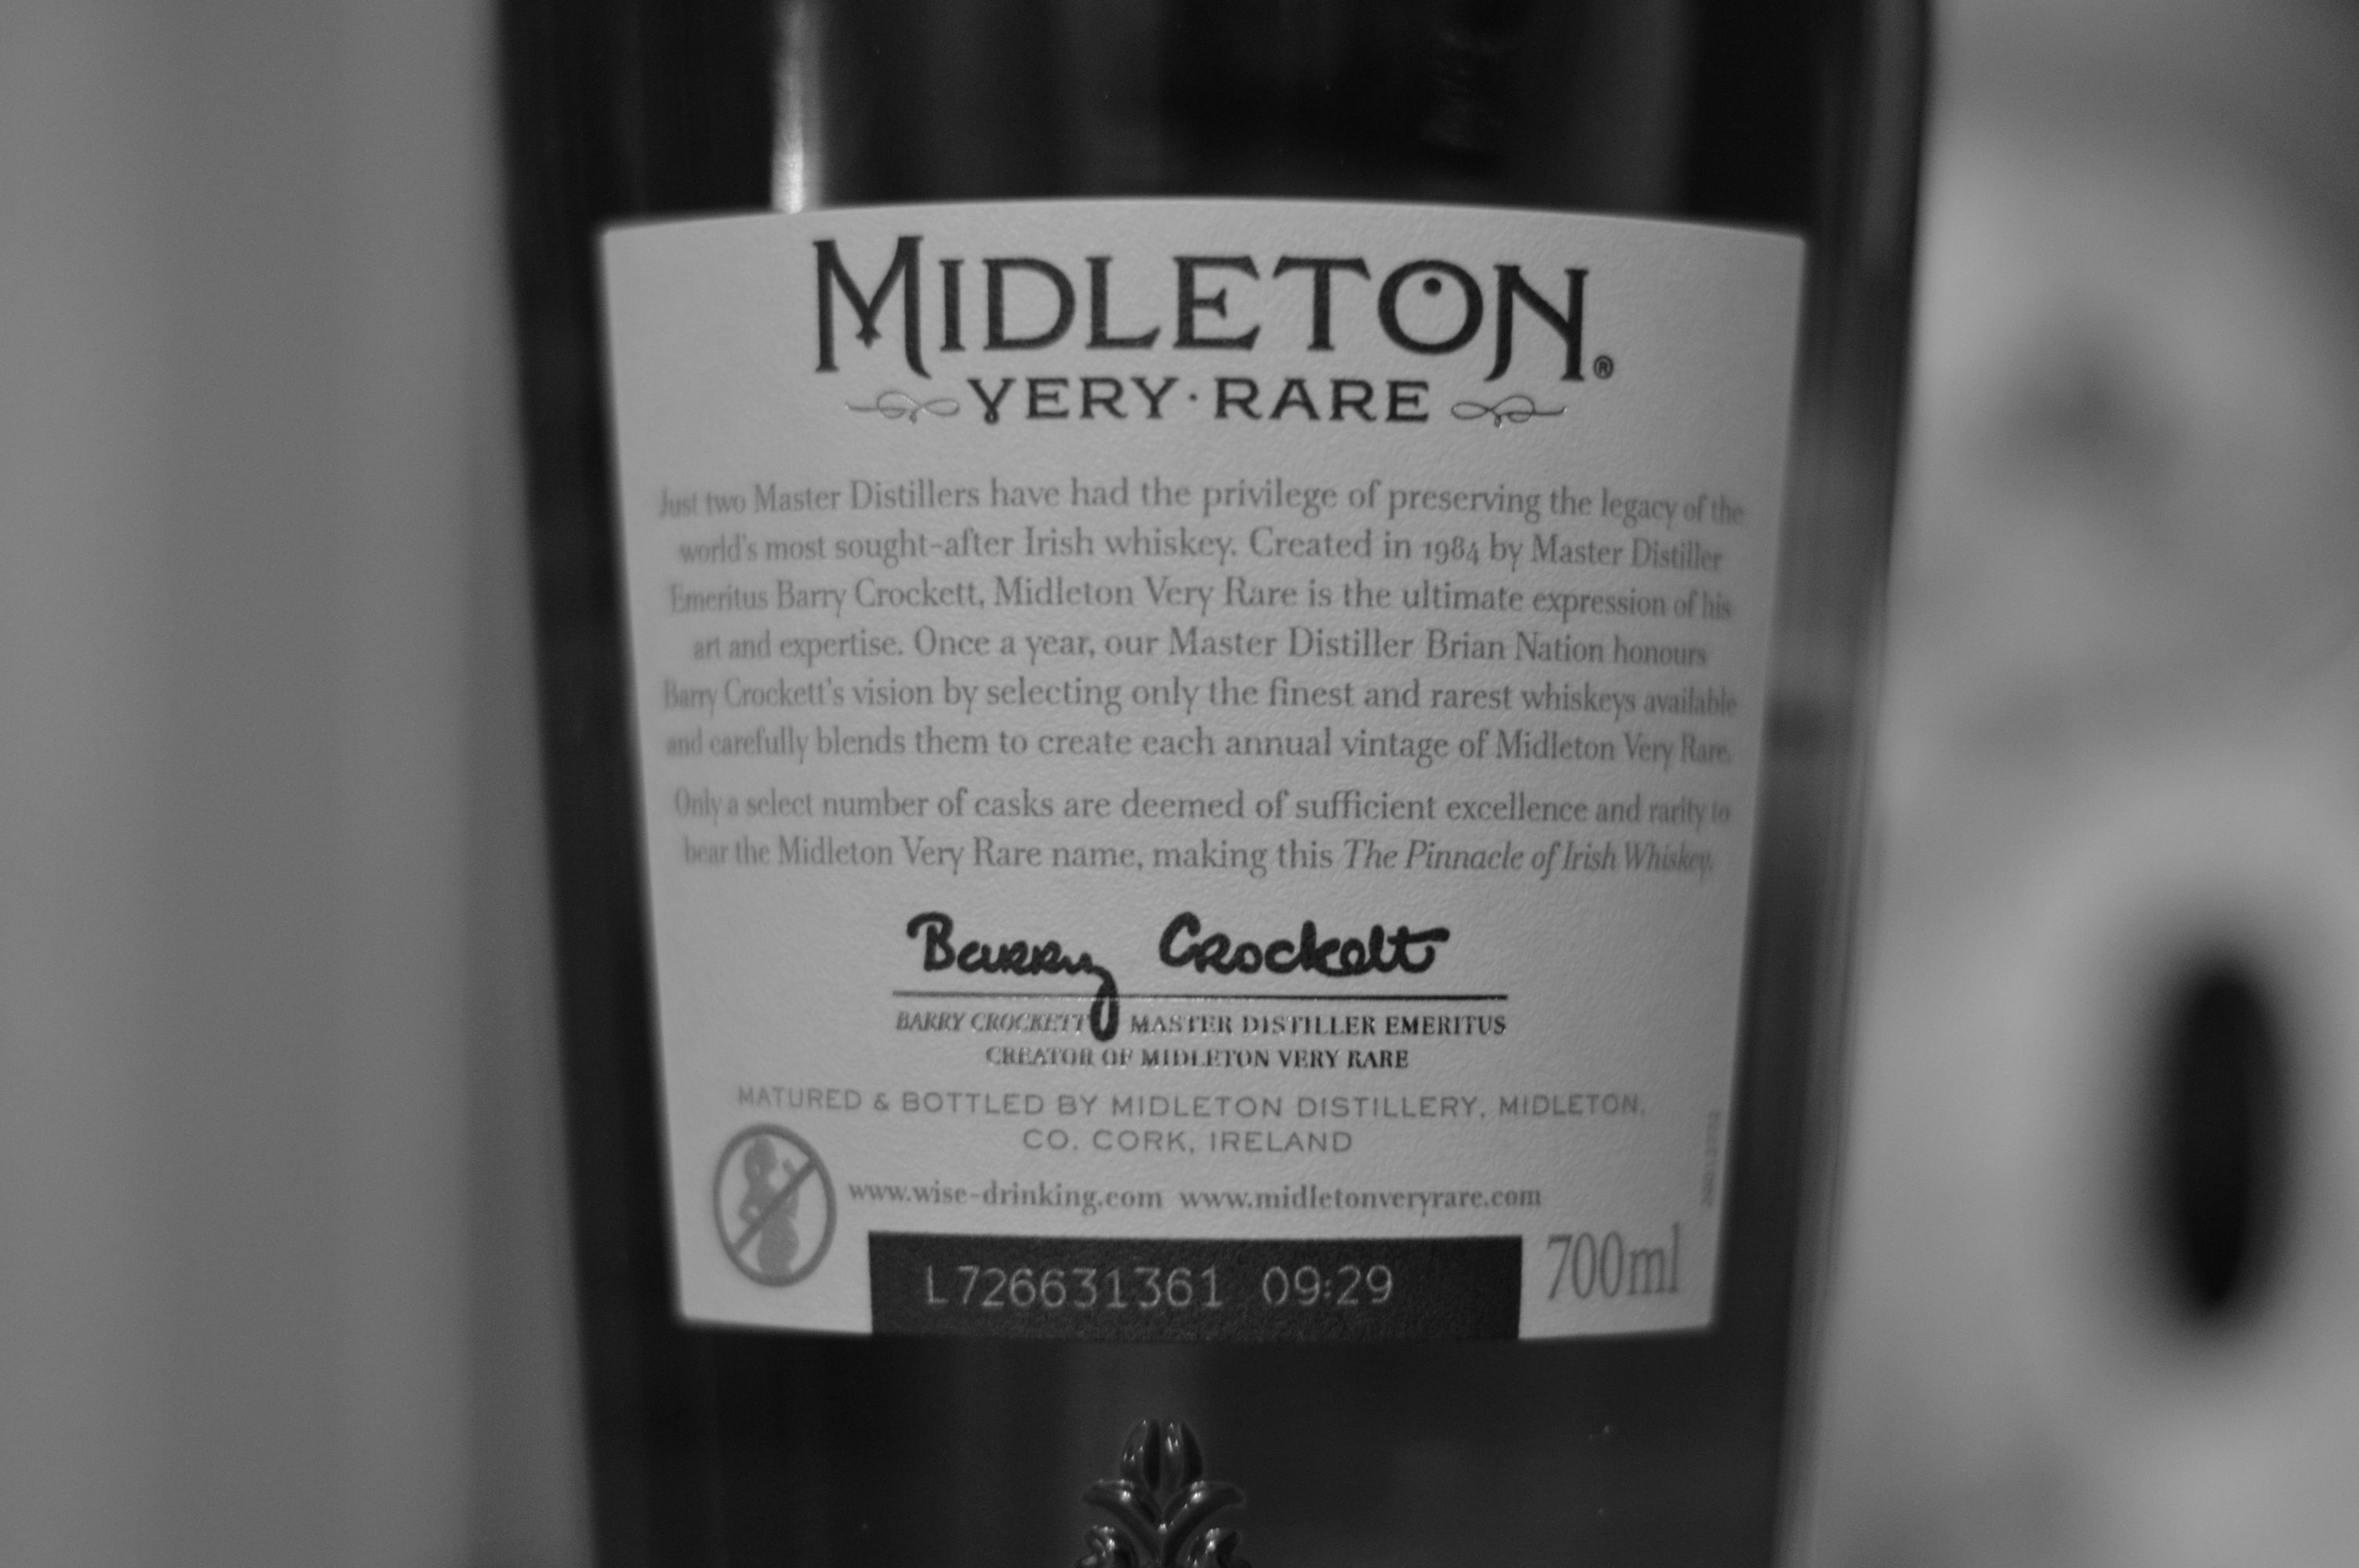 MIDLETON®
VERY·RARE
Just two Master Distillers have had the privilege of preserving the legacy of the
world's most sought-after Irish whiskey. Created in 1984 by Master Distiller
Emeritus Barry Crockett, Midleton Very Rare is the ultimate expression of his
art and expertise. Once a year, our Master Distiller Brian Nation honours
Barry Crockett's vision by selecting only the finest and rarest whiskeys available
and carefully blends them to create each annual vintage of Midleton Very Rare.
Only a select number of casks are deemed of sufficient excellence and rarity to
bear the Midleton Very Rare name, making this The Pinnacle of Irish Whiskey.
Barry Crockett
BARRY CROCKETT MASTER DISTILLER EMERITUS
CREATOR OF MIDLETON VERY RARE
MATURED & BOTTLED BY MIDLETON DISTILLERY, MIDLETON,
CO. CORK, IRELAND
www.wise-drinking.com www.midletonveryrare.com
L726631361 09:29
700ml